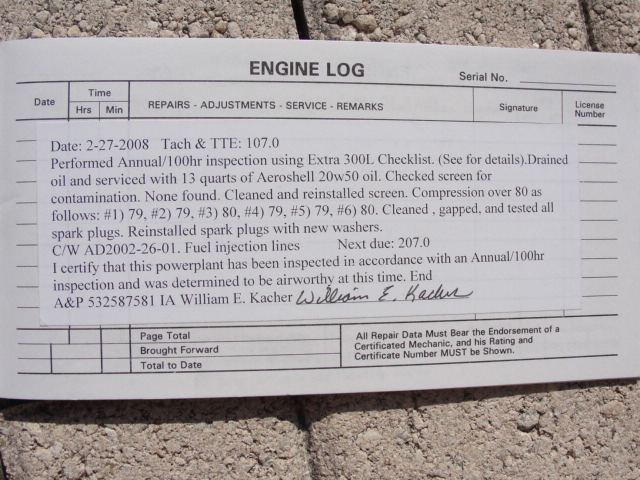 ENGINE LOG
Serial No.
Date
Time
Hrs Min
REPAIRS - ADJUSTMENTS - SERVICE - REMARKS
Signature
License
Number
Date: 2-27-2008 Tach & TTE: 107.0
Performed Annual/100hr inspection using Extra 300L Checklist. (See for details).Drained
oil and serviced with 13 quarts of Aeroshell 20w50 oil. Checked screen for
contamination. None found. Cleaned and reinstalled screen. Compression over 80 as
follows: #1) 79, #2) 79, #3) 80, #4) 79, #5) 79, #6) 80. Cleaned , gapped, and tested all
spark plugs. Reinstalled spark plugs with new washers.
C/W AD2002-26-01. Fuel injection lines Next due: 207.0
I certify that this powerplant has been inspected in accordance with an Annual/100hr
inspection and was determined to be airworthy at this time. End
A&P 532587581 IA William E. Kacher William E. Kacher
Page Total
Brought Forward
Total to Date
All Repair Data Must Bear the Endorsement of a
Certificated Mechanic, and his Rating and
Certificate Number MUST be Shown.